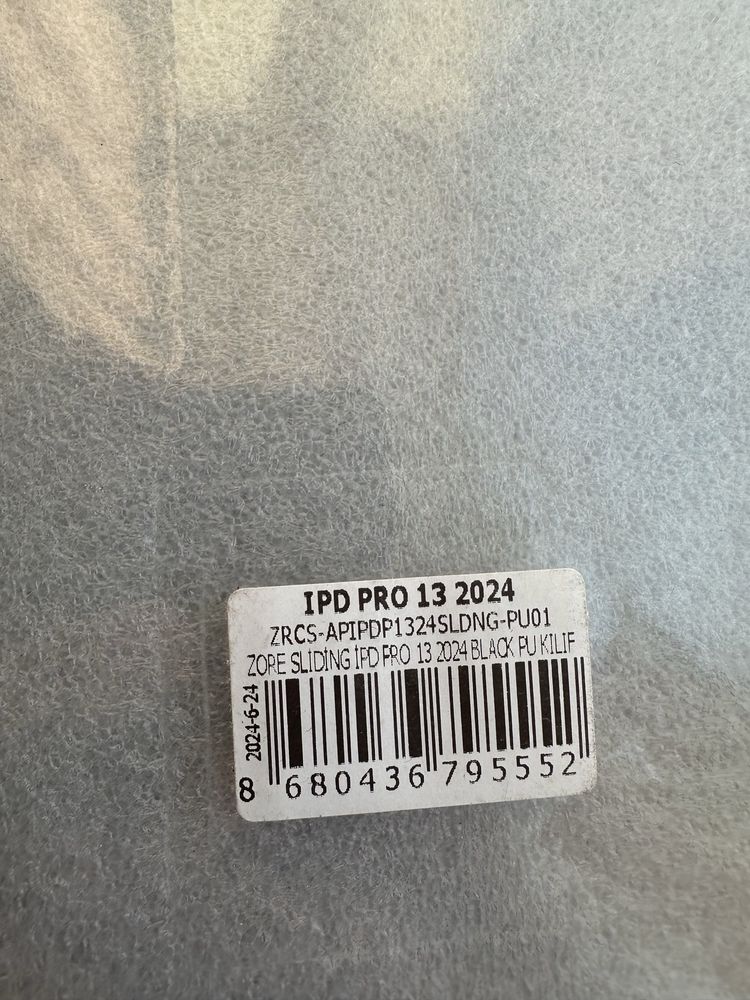 IPD PRO 13 2024
ZRCS-APIPDP1324SLDNG-PU01
ZORE SLİDİNG İPD PRO 13 2024 BLACK PU KILIF
2024-6-24
8 680436 795552